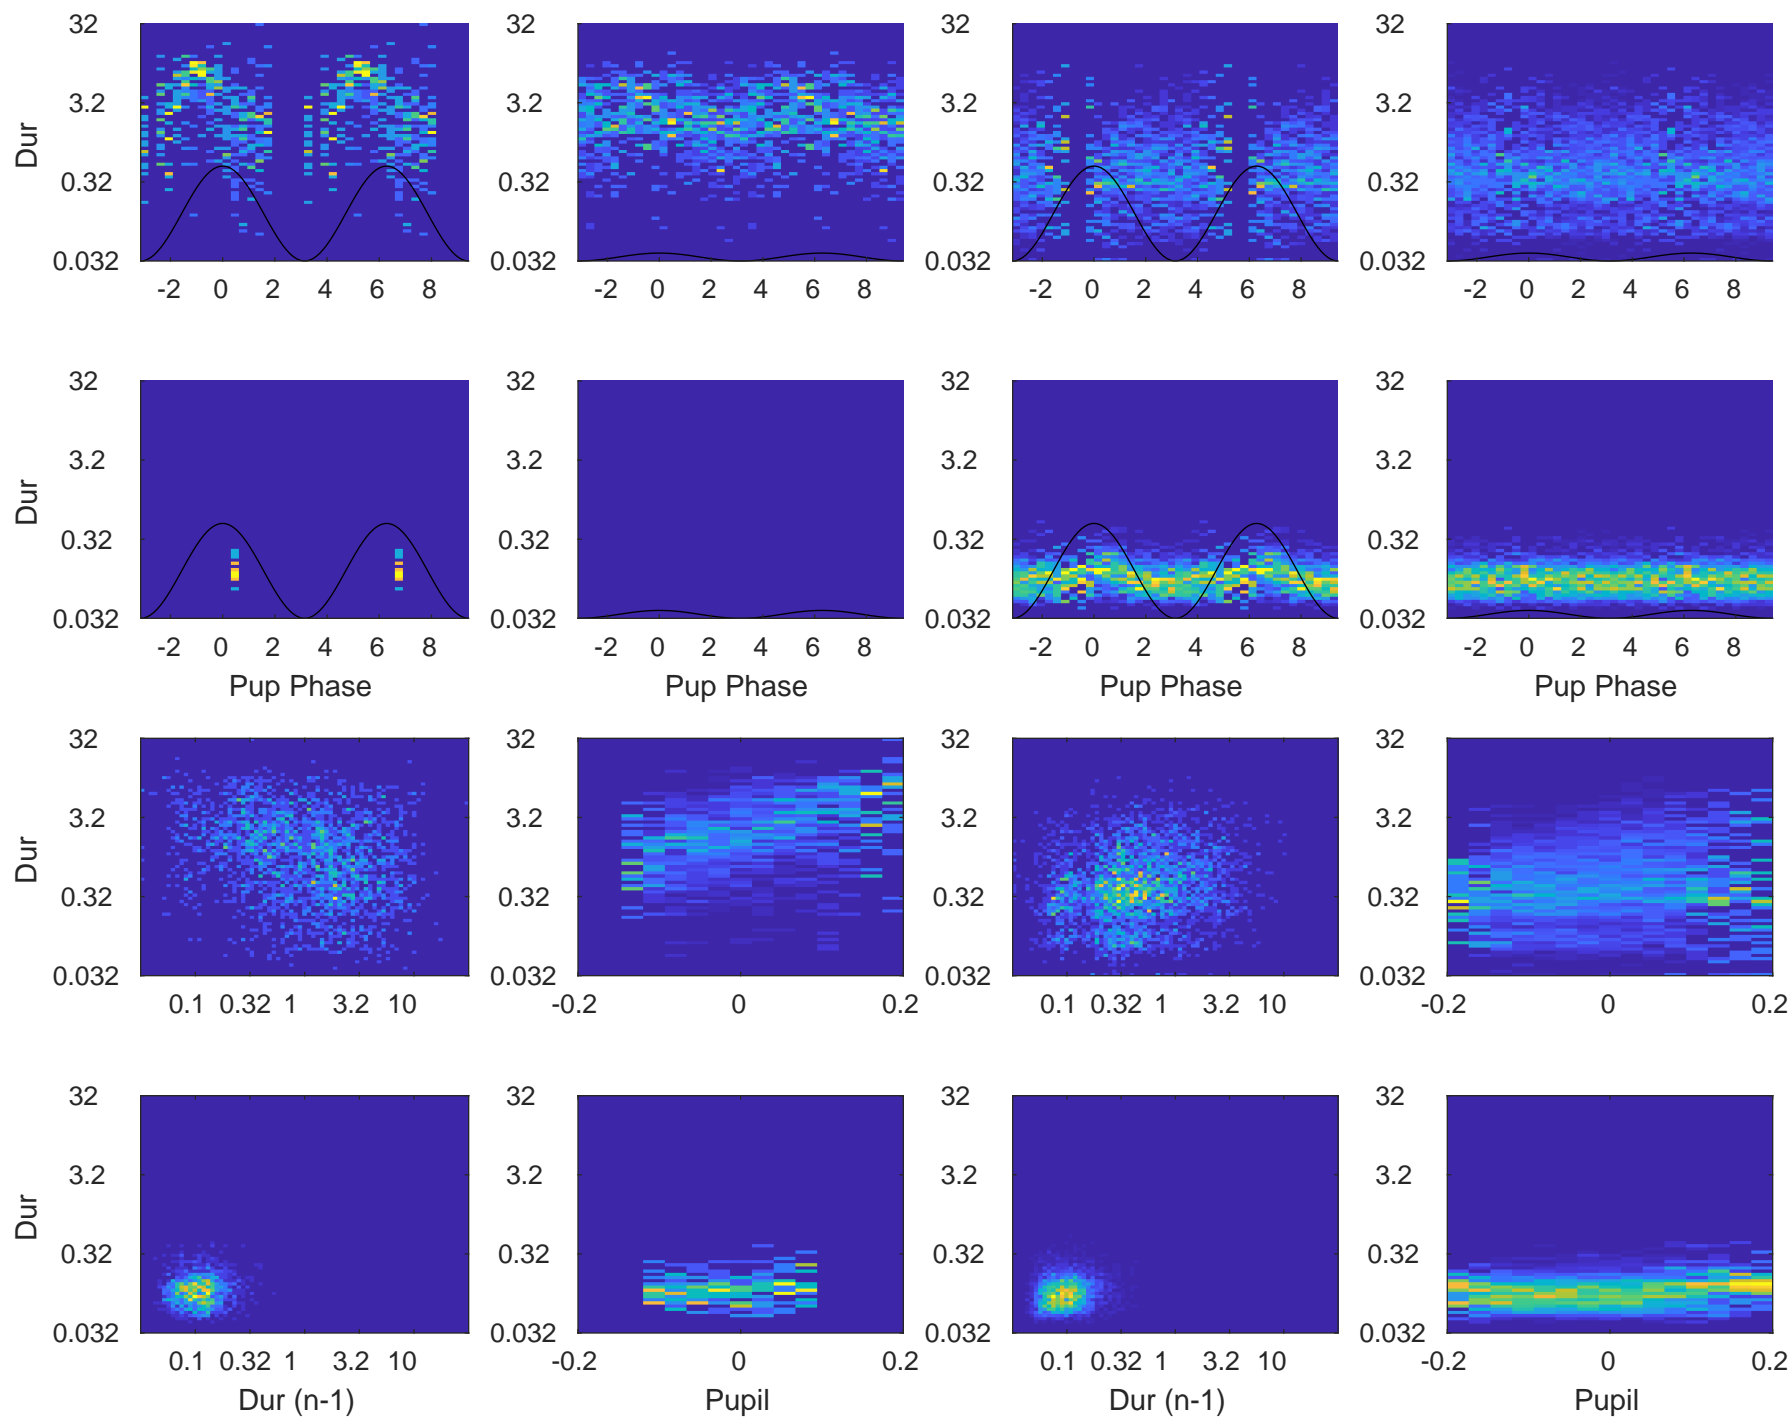 32 32 32 32
Dur 3.2 3.2 3.2 3.2
0.32 0.32 0.32 0.32
0.032 0.032 0.032 0.032
-2 0 2 4 6 8 -2 0 2 4 6 8 -2 0 2 4 6 8 -2 0 2 4 6 8
32 32 32 32
Dur 3.2 3.2 3.2 3.2
0.32 0.32 0.32 0.32
0.032 0.032 0.032 0.032
-2 0 2 4 6 8 -2 0 2 4 6 8 -2 0 2 4 6 8 -2 0 2 4 6 8
Pup Phase Pup Phase Pup Phase Pup Phase
32 32 32 32
Dur 3.2 3.2 3.2 3.2
0.32 0.32 0.32 0.32
0.032 0.032 0.032 0.032
0.1 0.32 1 3.2 10 -0.2 0 0.2 0.1 0.32 1 3.2 10 -0.2 0 0.2
32 32 32 32
Dur 3.2 3.2 3.2 3.2
0.32 0.32 0.32 0.32
0.032 0.032 0.032 0.032
0.1 0.32 1 3.2 10 -0.2 0 0.2 0.1 0.32 1 3.2 10 -0.2 0 0.2
Dur (n-1) Pupil Dur (n-1) Pupil